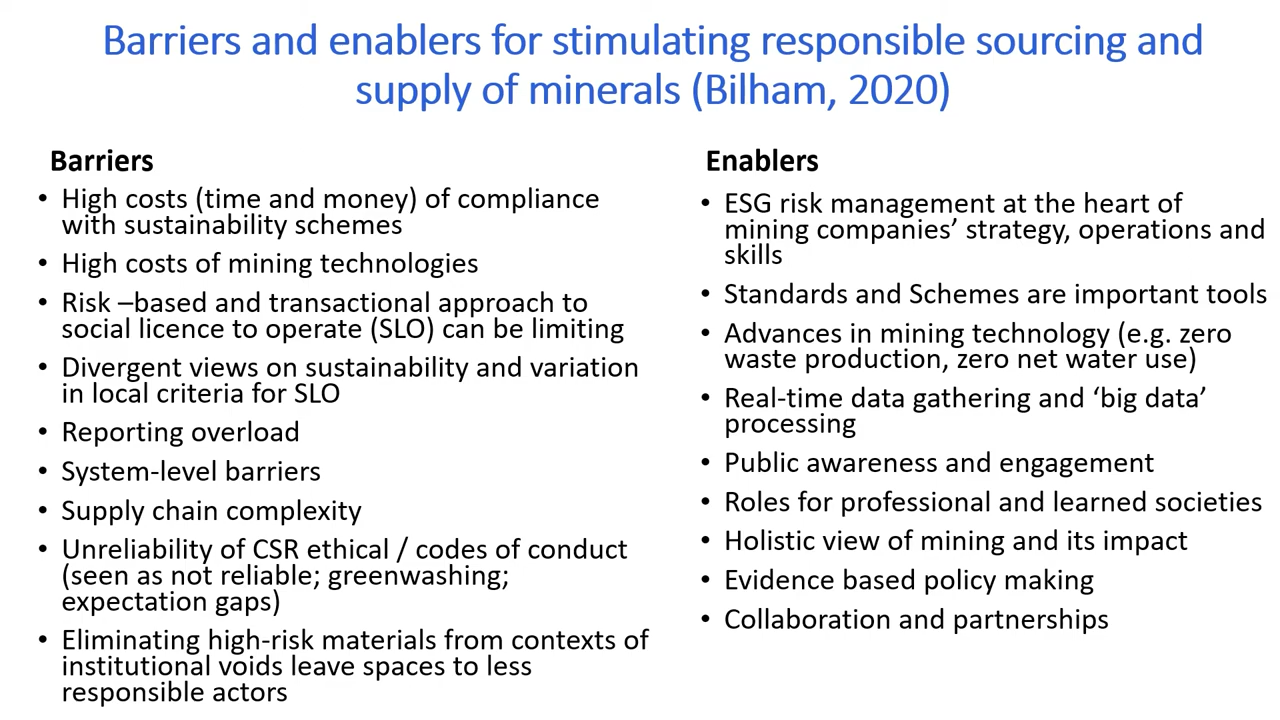 Barriers and enablers for stimulating responsible sourcing and
supply of minerals (Bilham, 2020)
Barriers
• High costs (time and money) of compliance
with sustainability schemes
• High costs of mining technologies
• Risk –based and transactional approach to
social licence to operate (SLO) can be limiting
• Divergent views on sustainability and variation
in local criteria for SLO
• Reporting overload
• System-level barriers
• Supply chain complexity
• Unreliability of CSR ethical / codes of conduct
(seen as not reliable; greenwashing;
expectation gaps)
• Eliminating high-risk materials from contexts of
institutional voids leave spaces to less
responsible actors
Enablers
• ESG risk management at the heart of
mining companies’ strategy, operations and
skills
• Standards and Schemes are important tools
• Advances in mining technology (e.g. zero
waste production, zero net water use)
• Real-time data gathering and ‘big data’
processing
• Public awareness and engagement
• Roles for professional and learned societies
• Holistic view of mining and its impact
• Evidence based policy making
• Collaboration and partnerships